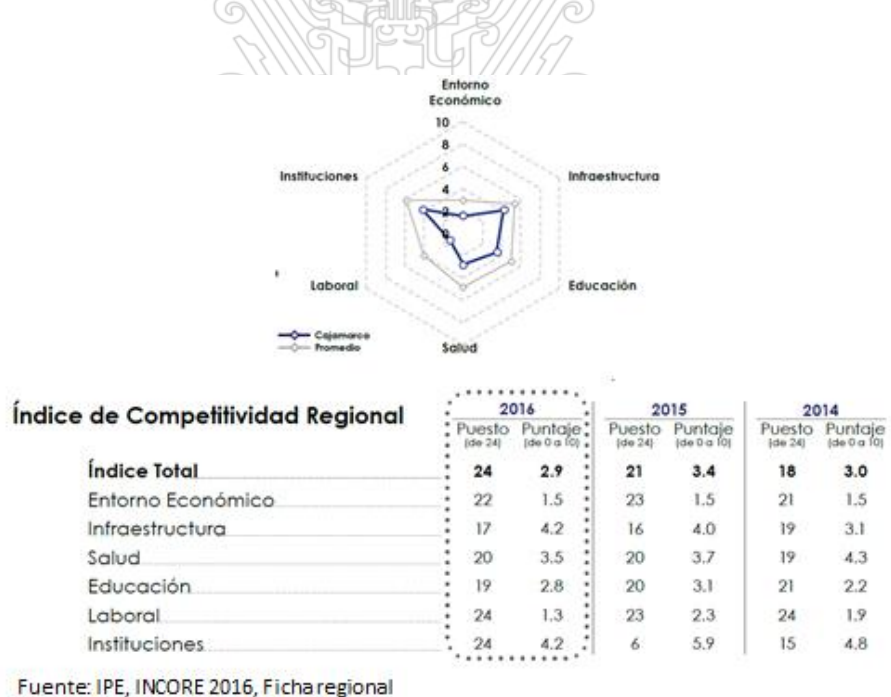 Entorno
Económico
10
8
6
4
2
0
Instituciones
Infraestructura
Laboral
Educación
Salud
Cajamarca
Promedio
Índice de Competitividad Regional
2016 2015 2014
Puesto Puntaje Puesto Puntaje Puesto Puntaje
(de 24) (de 0 a 10) (de 24) (de 0 a 10) (de 24) (de 0 a 10)
Índice Total 24 2.9 21 3.4 18 3.0
Entorno Económico 22 1.5 23 1.5 21 1.5
Infraestructura 17 4.2 16 4.0 19 3.1
Salud 20 3.5 20 3.7 19 4.3
Educación 19 2.8 20 3.1 21 2.2
Laboral 24 1.3 23 2.3 24 1.9
Instituciones 24 4.2 6 5.9 15 4.8
Fuente: IPE, INCORE 2016, Ficha regional